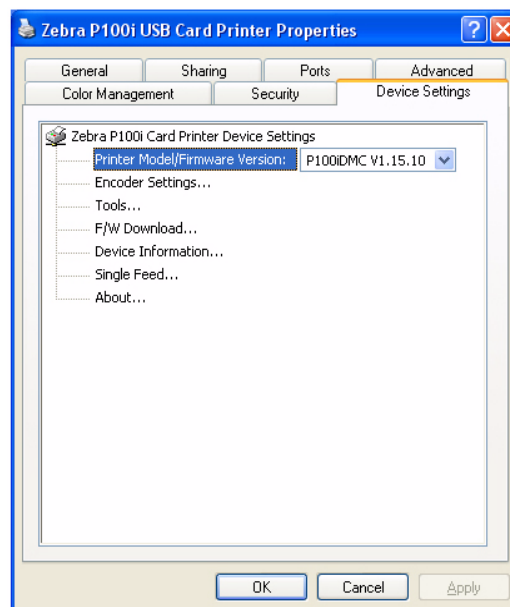 Zebra P100i USB Card Printer Properties
General Sharing Ports Advanced
Color Management Security Device Settings
Zebra P100i Card Printer Device Settings
Printer Model/Firmware Version: P100iDMC V1.15.10
Encoder Settings...
Tools...
F/W Download...
Device Information...
Single Feed...
About...
OK Cancel Apply